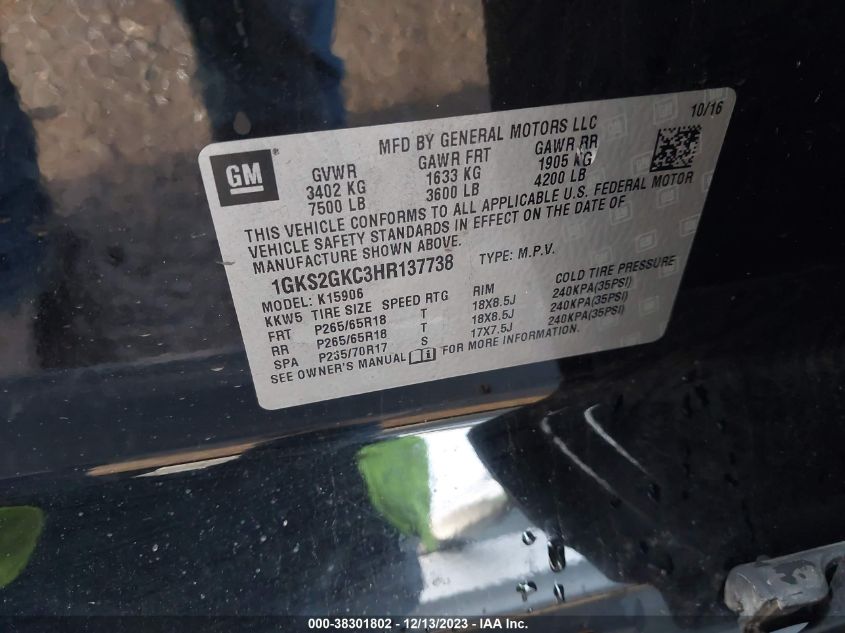 10/16
MFD BY GENERAL MOTORS LLC
GM
GVWR GAWR FRT GAWR RR
3402 KG 1633 KG 1905 KG
7500 LB 3600 LB 4200 LB
THIS VEHICLE CONFORMS TO ALL APPLICABLE U.S. FEDERAL MOTOR
VEHICLE SAFETY STANDARDS IN EFFECT ON THE DATE OF
MANUFACTURE SHOWN ABOVE.
1GKS2GKC3HR137738 TYPE: M.P.V.
MODEL: K15906
KKW5 TIRE SIZE SPEED RTG RIM COLD TIRE PRESSURE
FRT P265/65R18 T 18X8.5J 240KPA(35PSI)
RR P265/65R18 T 18X8.5J 240KPA(35PSI)
SPA P235/70R17 S 17X7.5J 240KPA(35PSI)
SEE OWNER'S MANUAL i FOR MORE INFORMATION.
000-38301802 - 12/13/2023 - IAAI.com